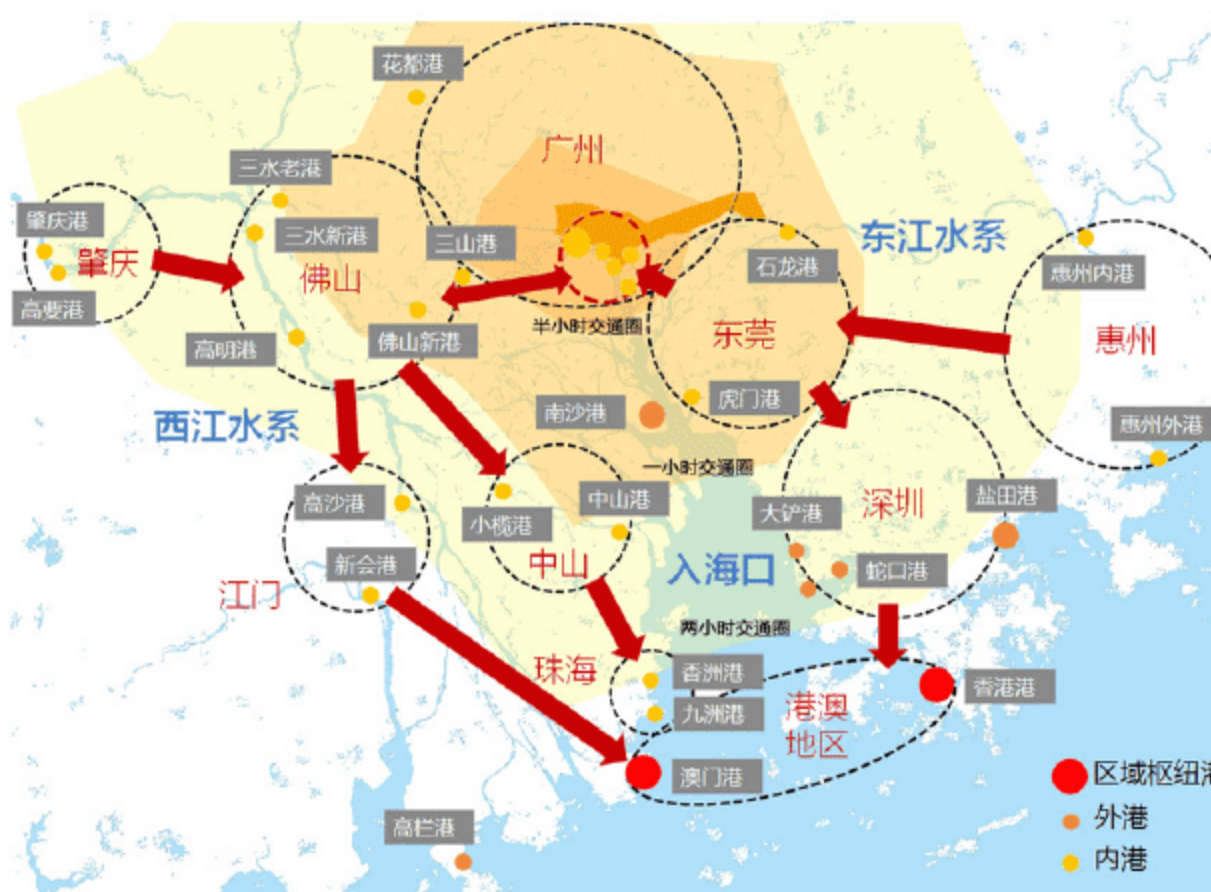 花都港
广州
三水老港
肇庆港
三水新港
三山港
东江水系
肇庆
佛山
石龙港
惠州内港
高要港
半小时交通圈
高明港
佛山新港
东莞
惠州
西江水系
南沙港
虎门港
惠州外港
一小时交通圈
高沙港
小榄港
中山港
大铲港
深圳
盐田港
新会港
中山
入海口
蛇口港
江门
两小时交通圈
珠海
香洲港
香港港
九洲港
港澳
地区
澳门港
区域枢纽港
高栏港
外港
内港